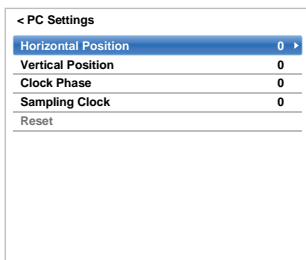 < PC Settings
Horizontal Position 0
Vertical Position 0
Clock Phase 0
Sampling Clock 0
Reset